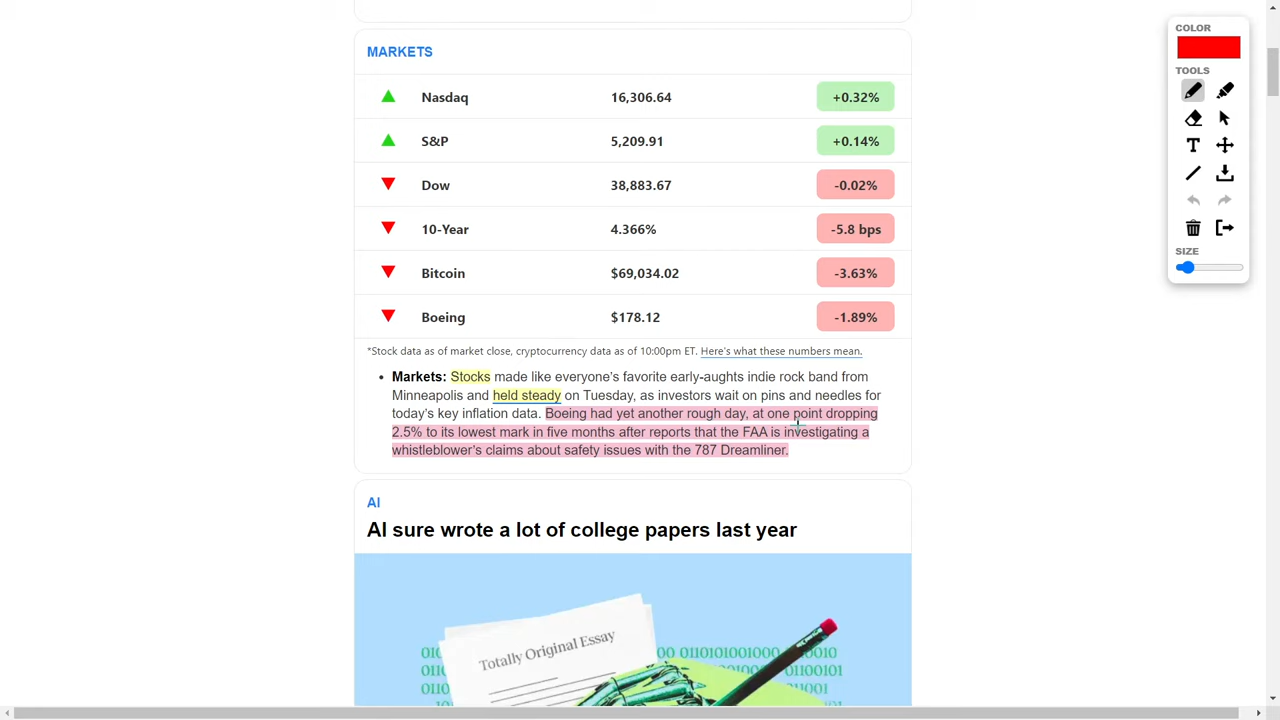 MARKETS
Nasdaq 16,306.64 +0.32%
S&P 5,209.91 +0.14%
Dow 38,883.67 -0.02%
10-Year 4.366% -5.8 bps
Bitcoin $69,034.02 -3.63%
Boeing $178.12 -1.89%
*Stock data as of market close, cryptocurrency data as of 10:00pm ET. Here's what these numbers mean.
• Markets: Stocks made like everyone's favorite early-aughts indie rock band from
Minneapolis and held steady on Tuesday, as investors wait on pins and needles for
today's key inflation data. Boeing had yet another rough day, at one point dropping
2.5% to its lowest mark in five months after reports that the FAA is investigating a
whistleblower's claims about safety issues with the 787 Dreamliner.
AI
AI sure wrote a lot of college papers last year
Totally Original Essay
COLOR
TOOLS
T
SIZE